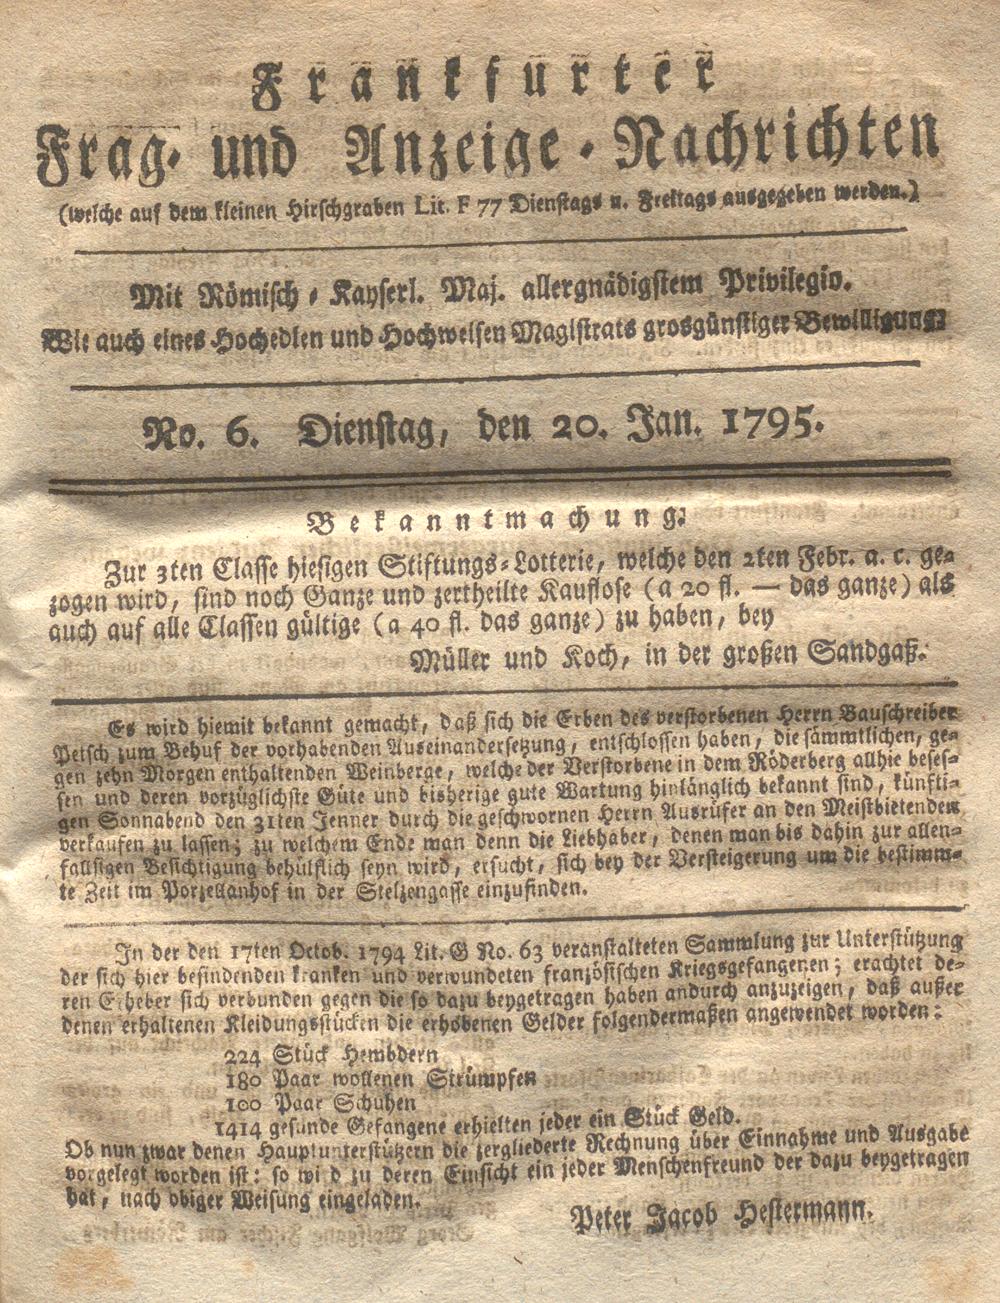 Frankfurter
Frag- und Anzeige-Nachrichten
(welche auf dem kleinen Hirschgraben Lit. F 77 Dienstags u. Freitags ausgegeben werden.)
Mit Römisch-Kayserl. Maj. allergnädigstem Privilegio.
Wie auch eines Hochedlen und Hochweisen Magistrats grosgünstiger Bewilligung.
No. 6. Dienstag, den 20. Jan. 1795.
Bekanntmachung.
Zur 3ten Classe hiesigen Stiftungs-Lotterie, welche den 2ten Febr. a. c. ge-
zogen wird, sind noch Ganze und zertheilte Kauflose (a 20 fl. — das ganze) als
auch auf alle Classen gültige (a 40 fl. das ganze) zu haben, bey
Müller und Koch, in der großen Sandgaß.
Es wird hiemit bekannt gemacht, daß sich die Erben des verstorbenen Herrn Bauschreiber
Petsch zum Behuf der vorhabenden Auseinandersetzung, entschlossen haben, die sämmtlichen, ge-
gen zehn Morgen enthaltenden Weinberge, welche der Verstorbene in dem Röderberg allhie beses-
sen und deren vorzüglichste Güte und bisherige gute Wartung hinlänglich bekannt sind, künfti-
gen Sonnabend den 31ten Jenner durch die geschwornen Herrn Ausrüfer an den Meistbietenden
verkaufen zu lassen; zu welchem Ende man denn die Liebhaber, denen man bis dahin zur allen-
fallsigen Besichtigung behülflich seyn wird, ersucht, sich bey der Versteigerung um die bestimm-
te Zeit im Porzellanhof in der Stelzengasse einzufinden.
In der den 17ten Octob. 1794 Lit. G No. 63 veranstalteten Sammlung zur Unterstützung
der sich hier befindenden kranken und verwundeten französischen Kriegsgefangenen; erachtet de-
ren Erheber sich verbunden gegen die so dazu beygetragen haben andurch anzuzeigen, daß außer
denen erhaltenen Kleidungsstücken die erhobenen Gelder folgendermaßen angewendet worden:
224 Stück Hembdern
180 Paar wollenen Strümpfen
100 Paar Schuhen
1414 gesunde Gefangene erhielten jeder ein Stück Geld.
Ob nun zwar denen Hauptunterstützern die zergliederte Rechnung über Einnahme und Ausgabe
vorgelegt worden ist: so wird zu deren Einsicht ein jeder Menschenfreund der dazu beygetragen
hat, nach obiger Weisung eingeladen.
Peter Jacob Hestermann.